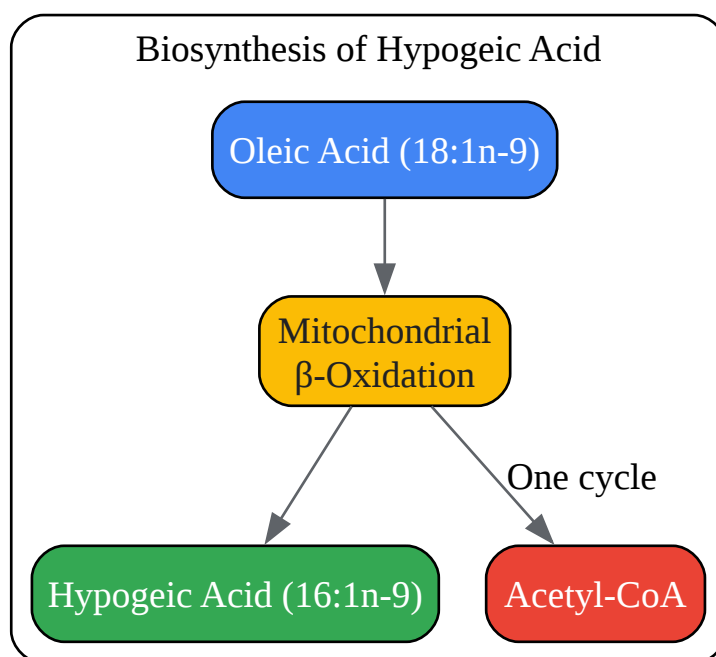 Biosynthesis of Hypogeic Acid
Oleic Acid (18:1n-9)
Mitochondrial
β-Oxidation
One cycle
Hypogeic Acid (16:1n-9)
Acetyl-CoA